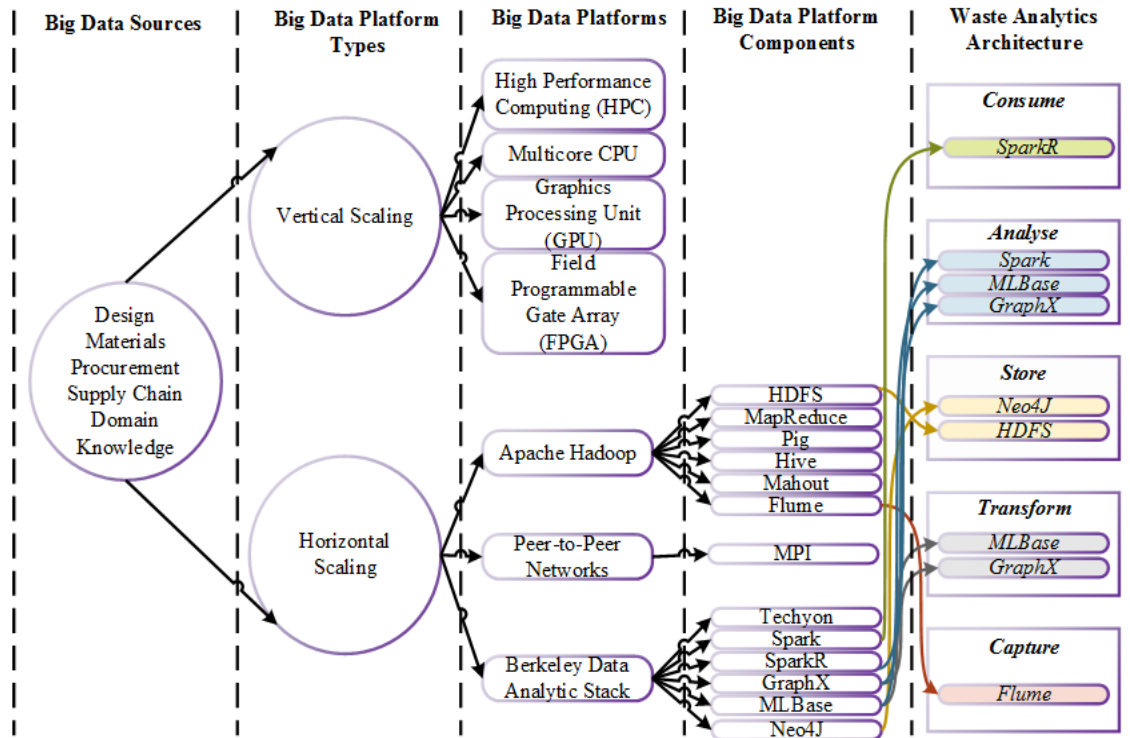 Big Data Sources
Big Data Platform
Types
Big Data Platforms
Big Data Platform
Components
Waste Analytics
Architecture
Design
Materials
Procurement
Supply Chain
Domain
Knowledge
Vertical Scaling
Horizontal
Scaling
High Performance
Computing (HPC)
Multicore CPU
Graphics
Processing Unit
(GPU)
Field
Programmable
Gate Array
(FPGA)
Apache Hadoop
Peer-to-Peer
Networks
Berkeley Data
Analytic Stack
HDFS
MapReduce
Pig
Hive
Mahout
Flume
MPI
Techyon
Spark
SparkR
GraphX
MLBase
Neo4J
Consume
SparkR
Analyse
Spark
MLBase
GraphX
Store
Neo4J
HDFS
Transform
MLBase
GraphX
Capture
Flume